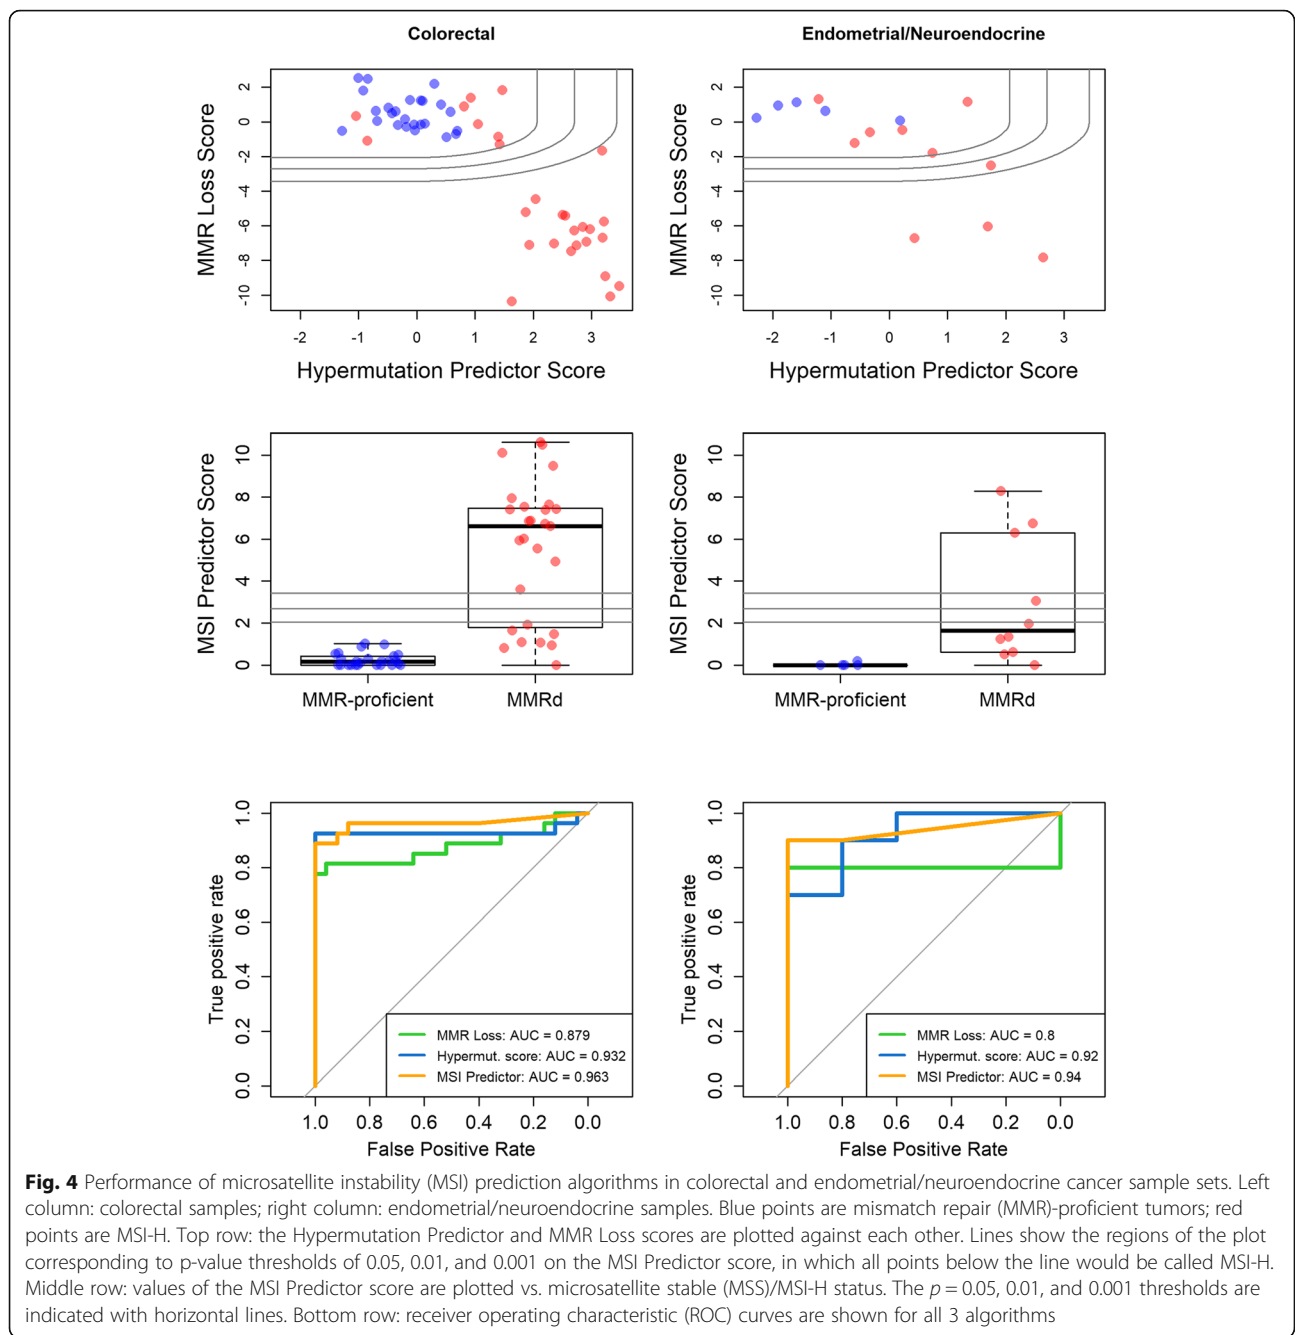 Colorectal
Endometrial/Neuroendocrine
MMR Loss Score
2
0
-2
-4
-6
-8
-10
-2 -1 0 1 2 3
Hypermutation Predictor Score
MMR Loss Score
2
0
-2
-4
-6
-8
-10
-2 -1 0 1 2 3
Hypermutation Predictor Score
MSI Predictor Score
10
8
6
4
2
0
MMR-proficient MMRd
MSI Predictor Score
10
8
6
4
2
0
MMR-proficient MMRd
True positive rate
1.0
0.8
0.6
0.4
0.2
0.0
MMR Loss: AUC = 0.879
Hypermut. score: AUC = 0.932
MSI Predictor: AUC = 0.963
1.0 0.8 0.6 0.4 0.2 0.0
False Positive Rate
True positive rate
1.0
0.8
0.6
0.4
0.2
0.0
MMR Loss: AUC = 0.8
Hypermut. score: AUC = 0.92
MSI Predictor: AUC = 0.94
1.0 0.8 0.6 0.4 0.2 0.0
False Positive Rate
Fig. 4 Performance of microsatellite instability (MSI) prediction algorithms in colorectal and endometrial/neuroendocrine cancer sample sets. Left
column: colorectal samples; right column: endometrial/neuroendocrine samples. Blue points are mismatch repair (MMR)-proficient tumors; red
points are MSI-H. Top row: the Hypermutation Predictor and MMR Loss scores are plotted against each other. Lines show the regions of the plot
corresponding to p-value thresholds of 0.05, 0.01, and 0.001 on the MSI Predictor score, in which all points below the line would be called MSI-H.
Middle row: values of the MSI Predictor score are plotted vs. microsatellite stable (MSS)/MSI-H status. The p = 0.05, 0.01, and 0.001 thresholds are
indicated with horizontal lines. Bottom row: receiver operating characteristic (ROC) curves are shown for all 3 algorithms